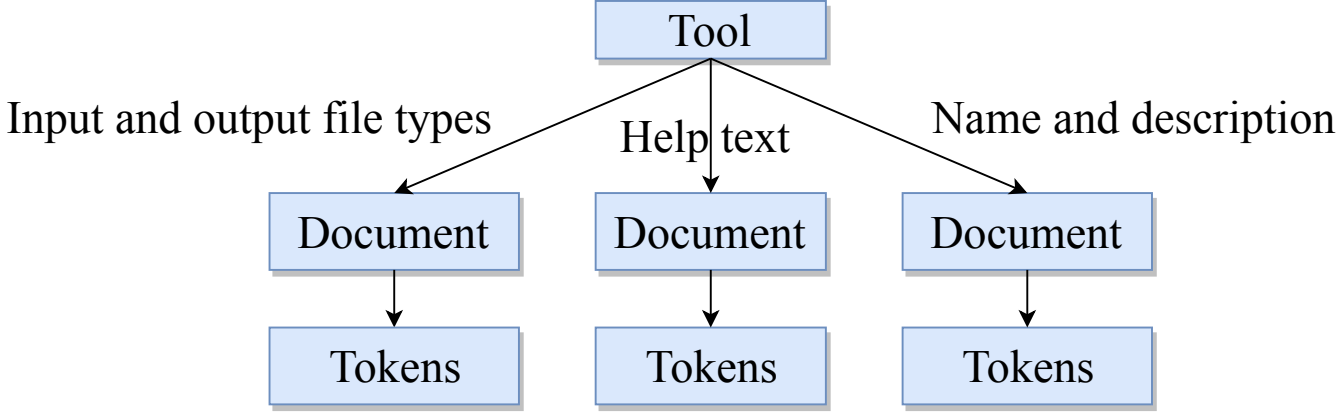 Tool
Input and output file types
Help text
Name and description
Document
Document
Document
Tokens
Tokens
Tokens